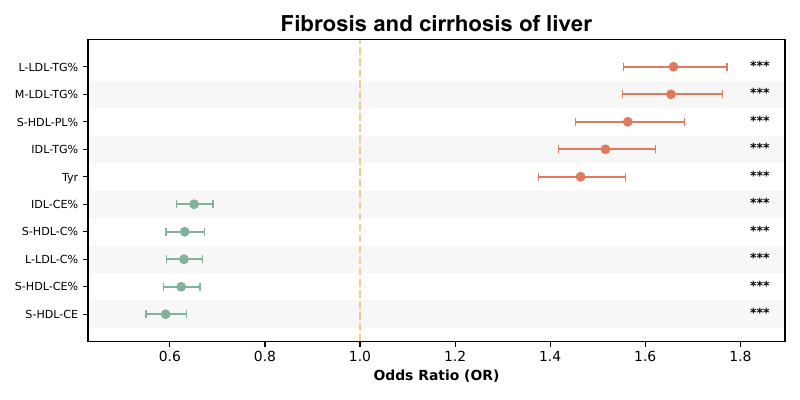 Fibrosis and cirrhosis of liver
L-LDL-TG% ***
M-LDL-TG% ***
S-HDL-PL% ***
IDL-TG% ***
Tyr ***
IDL-CE% ***
S-HDL-C% ***
L-LDL-C% ***
S-HDL-CE% ***
S-HDL-CE ***
0.6 0.8 1.0 1.2 1.4 1.6 1.8
Odds Ratio (OR)